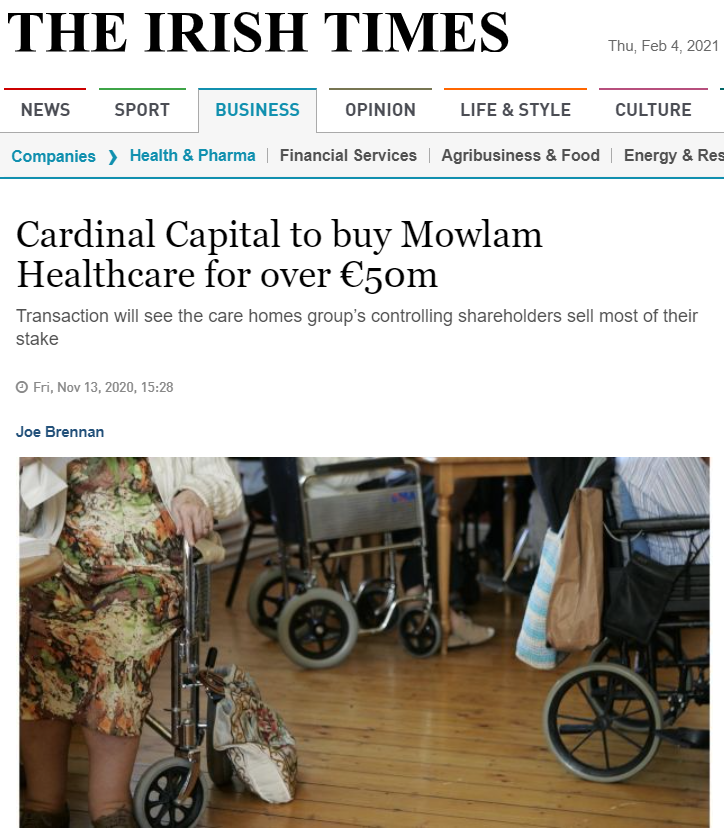 THE IRISH TIMES
Thu, Feb 4, 2021
NEWS SPORT BUSINESS OPINION LIFE & STYLE CULTURE
Companies ❯ Health & Pharma | Financial Services | Agribusiness & Food | Energy & Res
Cardinal Capital to buy Mowlam
Healthcare for over €50m
Transaction will see the care homes group’s controlling shareholders sell most of their
stake
Fri, Nov 13, 2020, 15:28
Joe Brennan